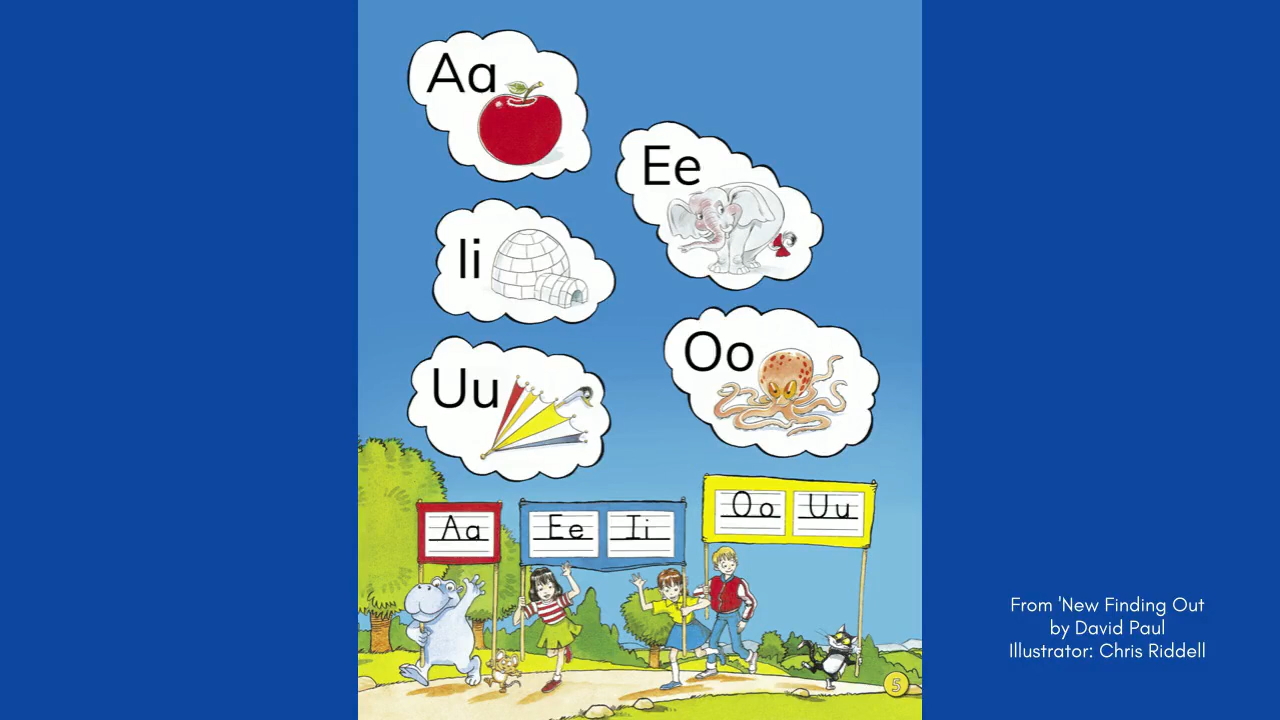 Aa
Ee
Ii
Oo
Uu
Aa
Ee Ii
Oo Uu
5
From 'New Finding Out
by David Paul
Illustrator: Chris Riddell